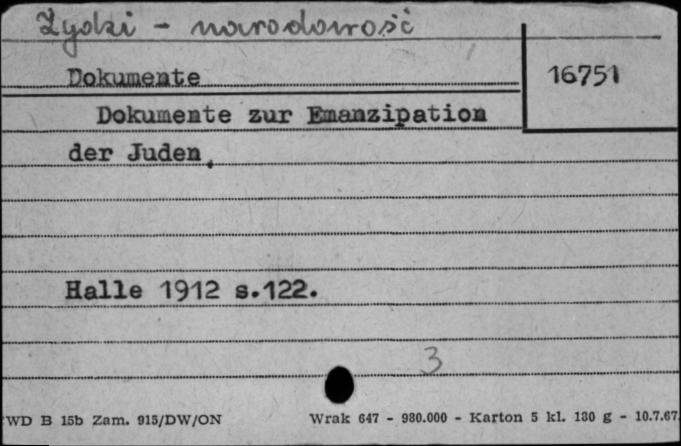 Żydzi - narodowość
Dokumente
16751
Dokumente zur Emanzipation
der Juden,
Halle 1912 s.122.
3
WD B 15b Zam. 915/DW/ON
Wrak 647 - 980.000 - Karton 5 kl. 180 g - 10.7.67